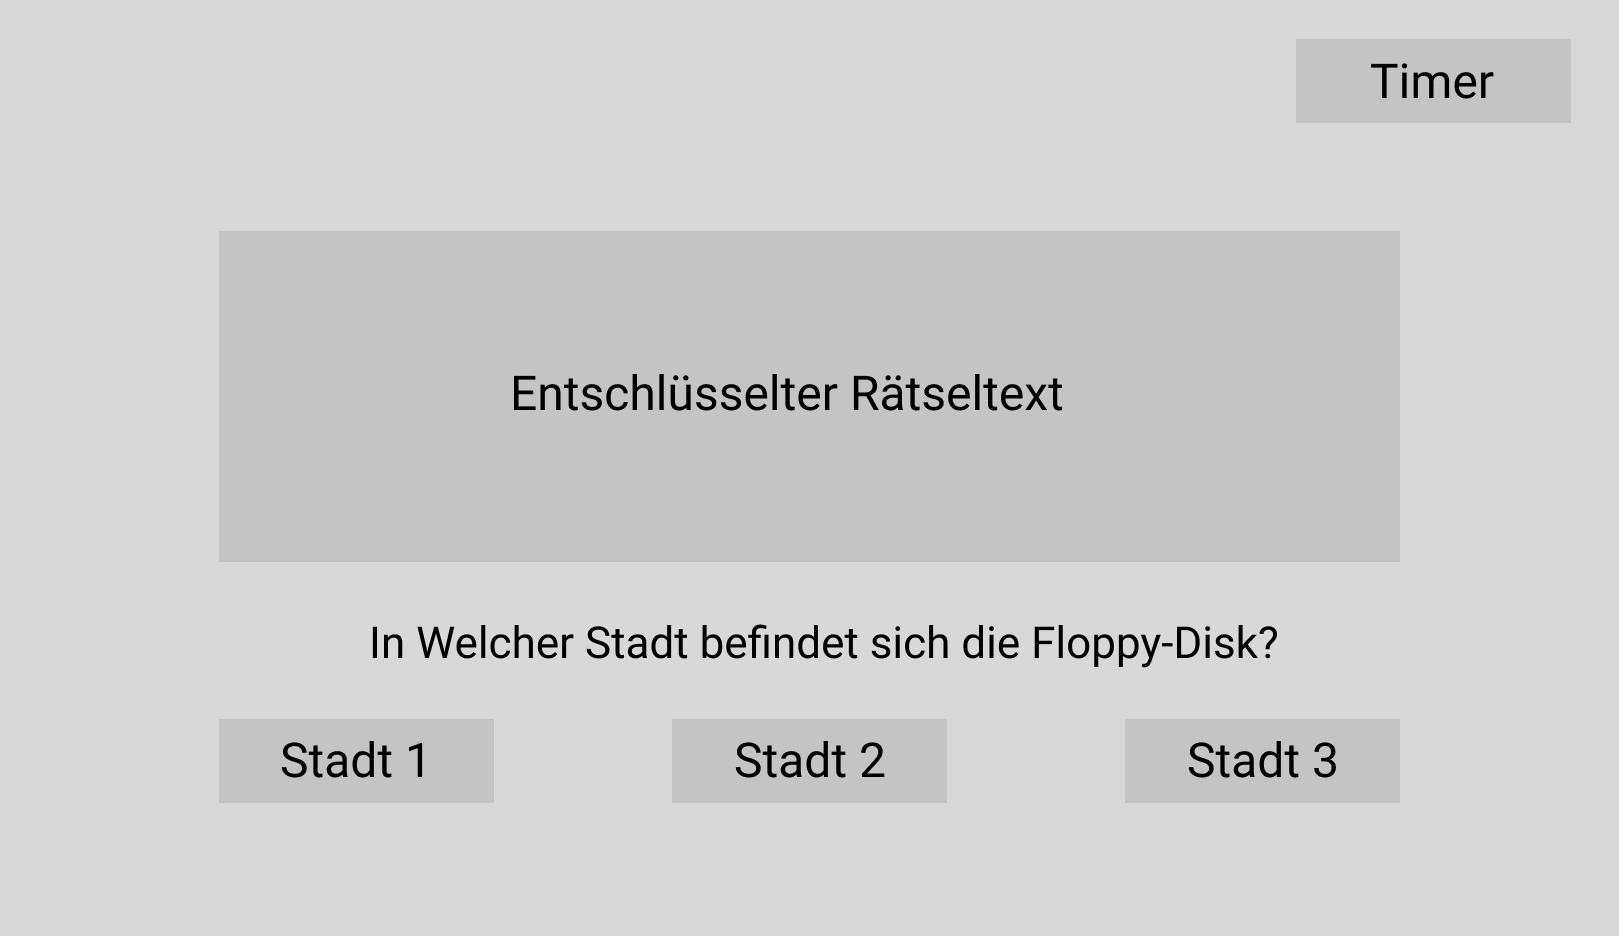 Timer
Entschlüsselter Rätseltext
In Welcher Stadt befindet sich die Floppy-Disk?
Stadt 1
Stadt 2
Stadt 3